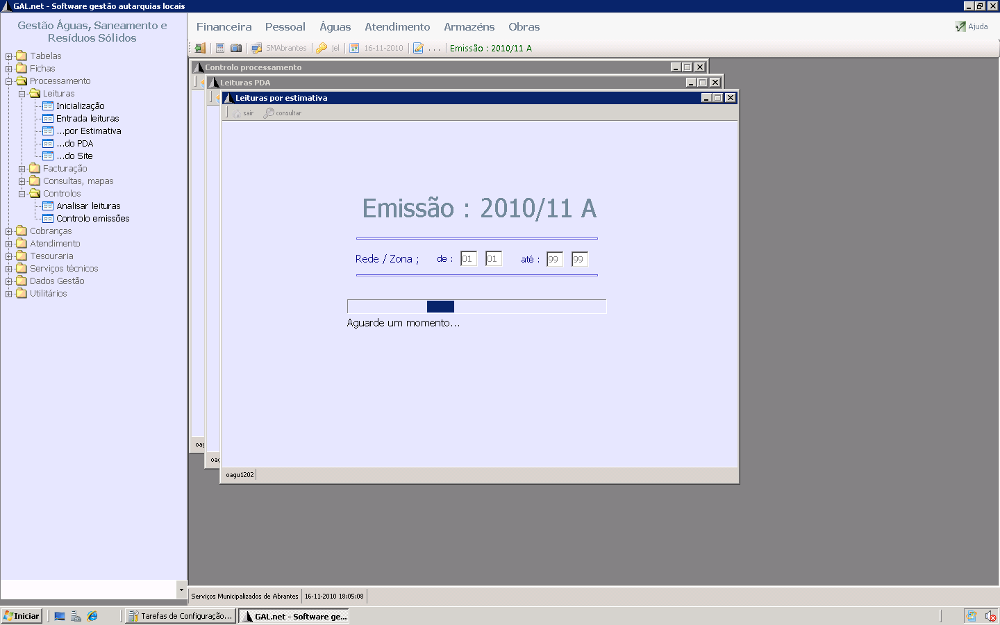 GAL.net - Software gestão autarquias locais
Gestão Águas, Saneamento e
Resíduos Sólidos
Tabelas
Fichas
Processamento
Leituras
Inicialização
Entrada leituras
...por Estimativa
...do PDA
...do Site
Facturação
Consultas, mapas
Controlos
Analisar leituras
Controlo emissões
Cobranças
Atendimento
Tesouraria
Serviços técnicos
Dados Gestão
Utilitários
Financeira Pessoal Águas Atendimento Armazéns Obras Ajuda
SMAbrantes jel 16-11-2010 ... Emissão : 2010/11 A
Controlo processamento
Leituras PDA
Leituras por estimativa
sair consultar
Emissão : 2010/11 A
Rede / Zona ; de : 01 01 até : 99 99
Aguarde um momento...
oag
oag
oagu1202
Serviços Municipalizados de Abrantes 16-11-2010 18:05:08
Iniciar Tarefas de Configuração... GAL.net - Software ge...